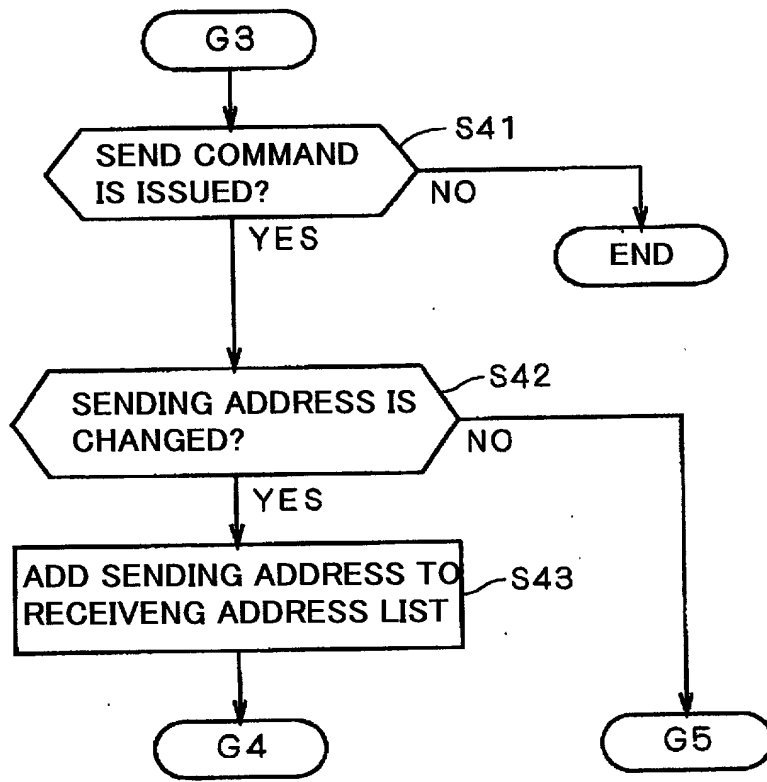 G3
S41
SEND COMMAND
IS ISSUED?
NO
YES
END
S42
SENDING ADDRESS IS
CHANGED?
NO
YES
ADD SENDING ADDRESS TO
RECEIVENG ADDRESS LIST
S43
G4
G5